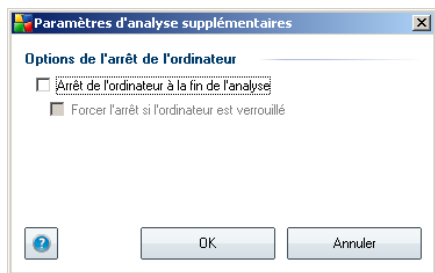 Paramètres d'analyse supplémentaires
Options de l'arrêt de l'ordinateur
Arrêt de l'ordinateur à la fin de l'analyse
Forcer l'arrêt si l'ordinateur est verrouillé
?
OK
Annuler